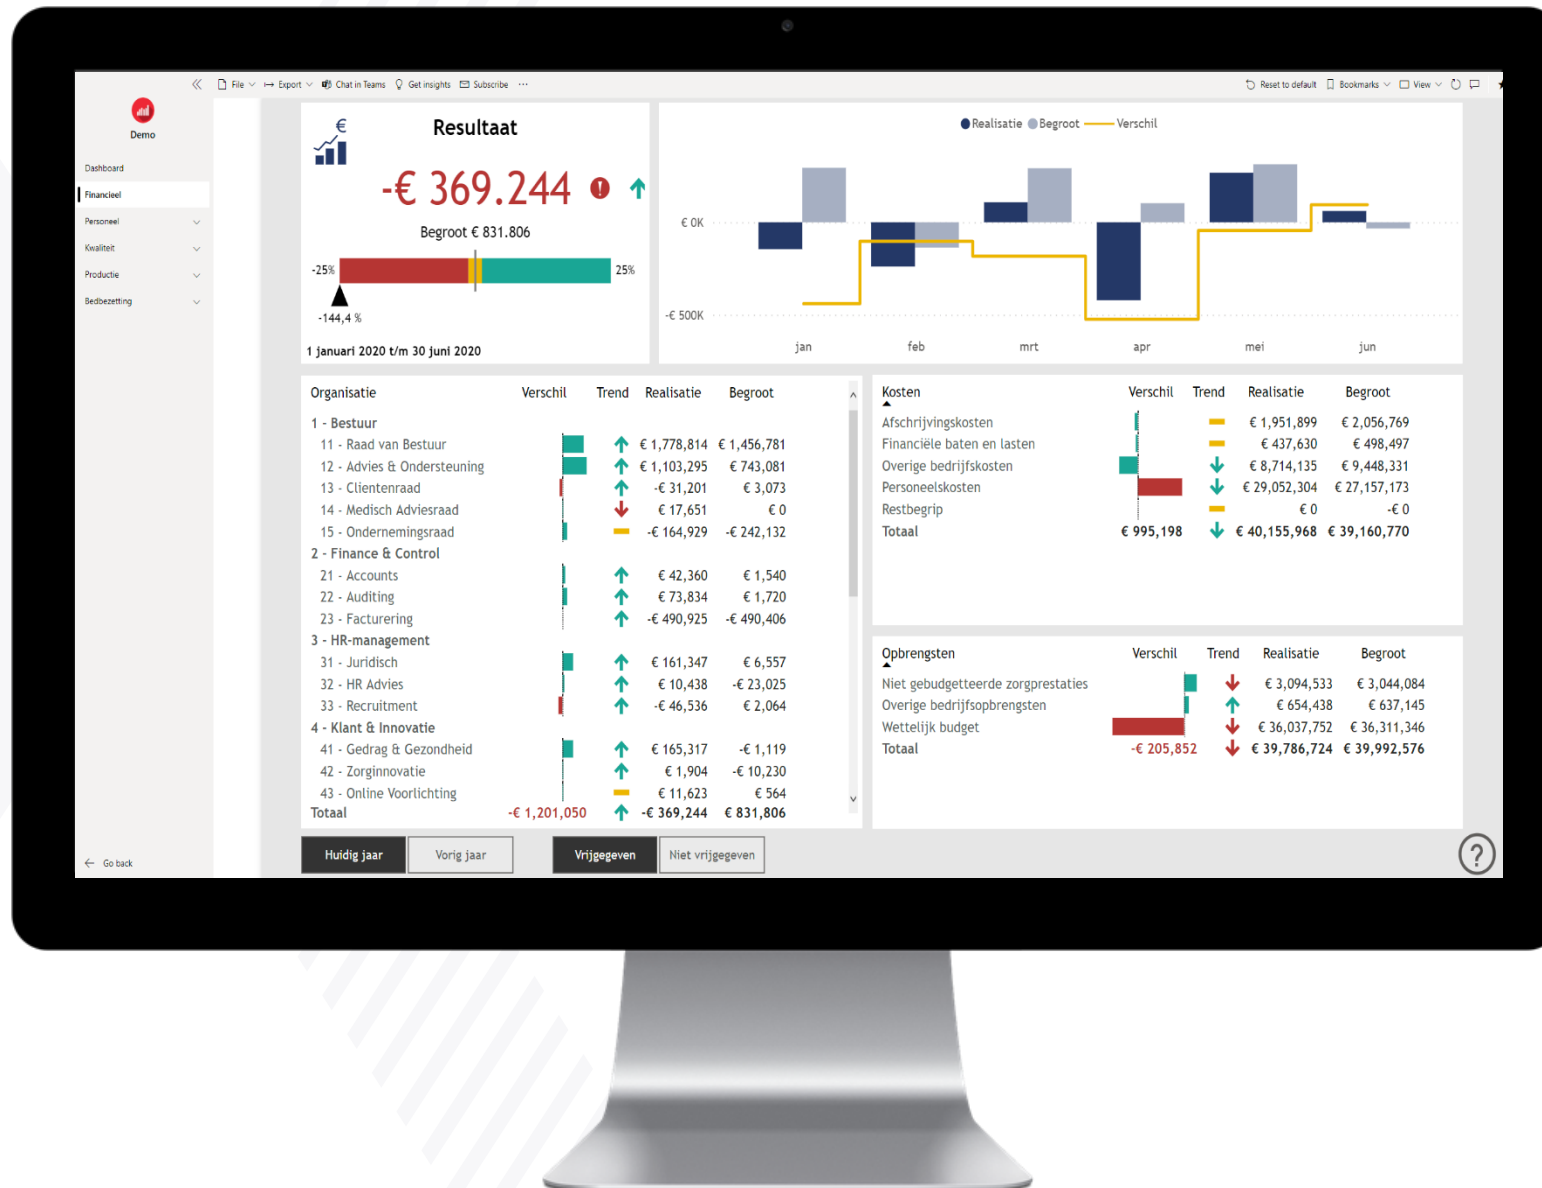 File
Export
Chat in Teams
Get insights
Subscribe
Reset to default
Bookmarks
View
Demo
Dashboard
Financieel
Personeel
Kwaliteit
Productie
Bedbezetting
Go back
€
Resultaat
-€ 369.244
Begroot € 831.806
-25% 25%
-144,4 %
1 januari 2020 t/m 30 juni 2020
Realisatie Begroot Verschil
€ 0K
-€ 500K
jan feb mrt apr mei jun
Organisatie Verschil Trend Realisatie Begroot
1 - Bestuur
11 - Raad van Bestuur € 1,778,814 € 1,456,781
12 - Advies & Ondersteuning € 1,103,295 € 743,081
13 - Clientenraad -€ 31,201 € 3,073
14 - Medisch Adviesraad € 17,651 € 0
15 - Ondernemingsraad -€ 164,929 -€ 242,132
2 - Finance & Control
21 - Accounts € 42,360 € 1,540
22 - Auditing € 73,834 € 1,720
23 - Facturering -€ 490,925 -€ 490,406
3 - HR-management
31 - Juridisch € 161,347 € 6,557
32 - HR Advies € 10,438 -€ 23,025
33 - Recruitment -€ 46,536 € 2,064
4 - Klant & Innovatie
41 - Gedrag & Gezondheid € 165,317 -€ 1,119
42 - Zorginnovatie € 1,904 -€ 10,230
43 - Online Voorlichting € 11,623 € 564
Totaal -€ 1,201,050 -€ 369,244 € 831,806
Kosten Verschil Trend Realisatie Begroot
Afschrijvingskosten € 1,951,899 € 2,056,769
Financiële baten en lasten € 437,630 € 498,497
Overige bedrijfskosten € 8,714,135 € 9,448,331
Personeelskosten € 29,052,304 € 27,157,173
Restbegrip € 0 -€ 0
Totaal € 995,198 € 40,155,968 € 39,160,770
Opbrengsten Verschil Trend Realisatie Begroot
Niet gebudgetteerde zorgprestaties € 3,094,533 € 3,044,084
Overige bedrijfsopbrengsten € 654,438 € 637,145
Wettelijk budget € 36,037,752 € 36,311,346
Totaal -€ 205,852 € 39,786,724 € 39,992,576
Huidig jaar Vorig jaar Vrijgegeven Niet vrijgegeven
?